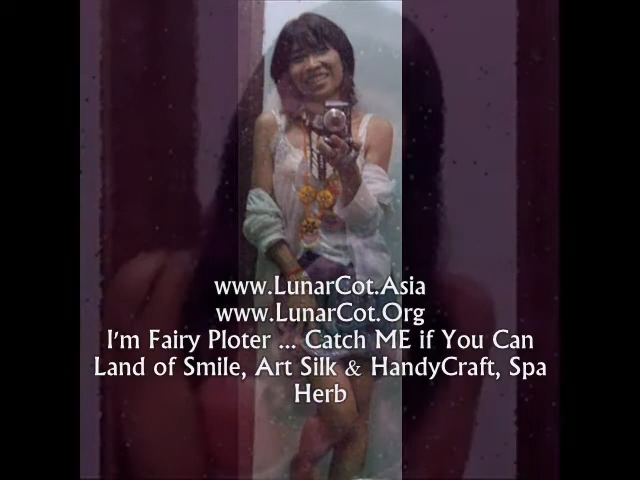 www.LunarCot.Asia
www.LunarCot.Org
I'm Fairy Ploter ... Catch ME if You Can
Land of Smile, Art Silk & HandyCraft, Spa
Herb